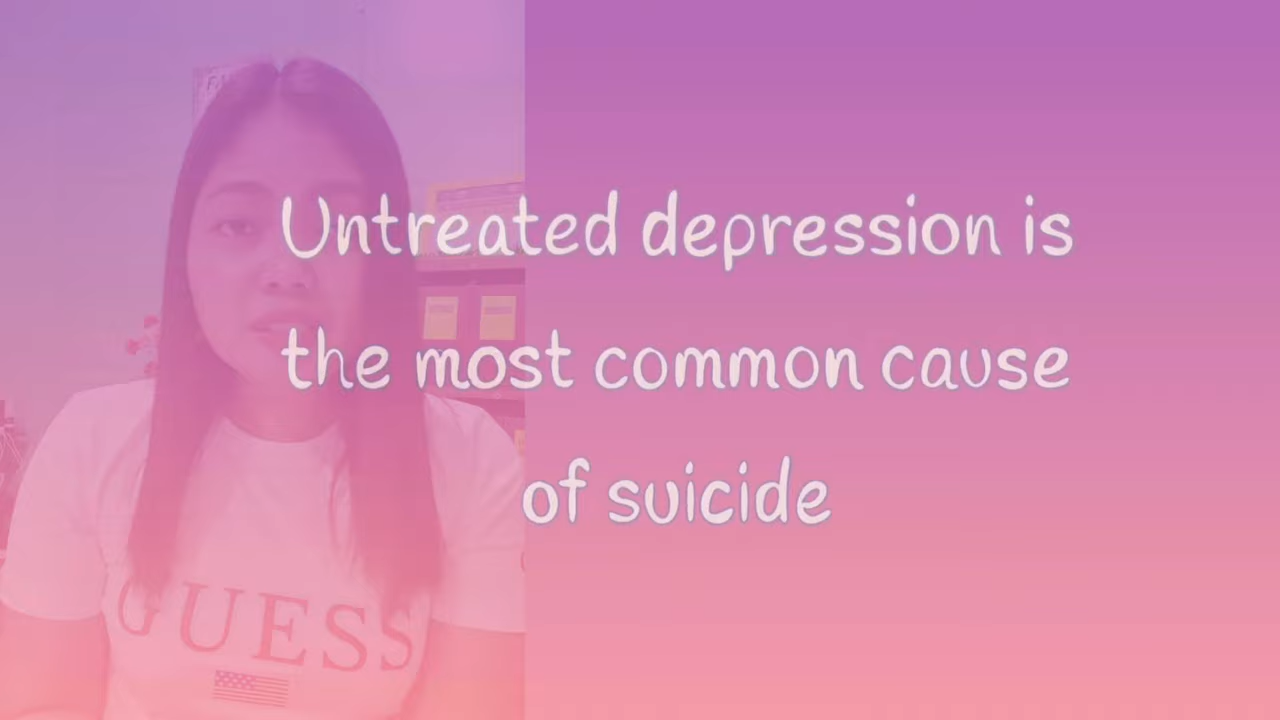 Untreated depression is
the most common cause
of suicide
GUESS